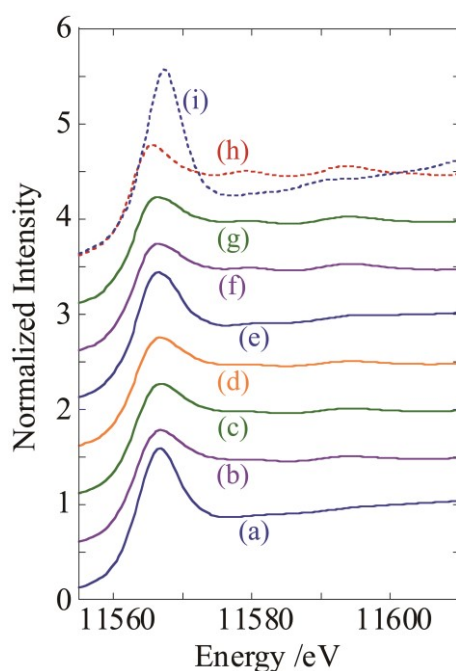 6
(i)
5
(h)
4
(g)
(f)
3
(e)
(d)
2
(c)
(b)
1
(a)
0
11560 11580 11600
Energy /eV
Normalized Intensity